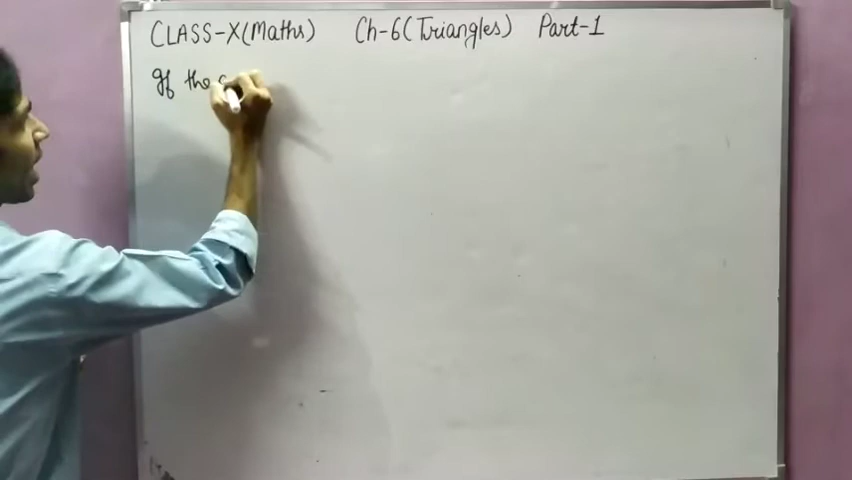 CLASS-X(Maths) Ch-6(Triangles) Part-1
If the